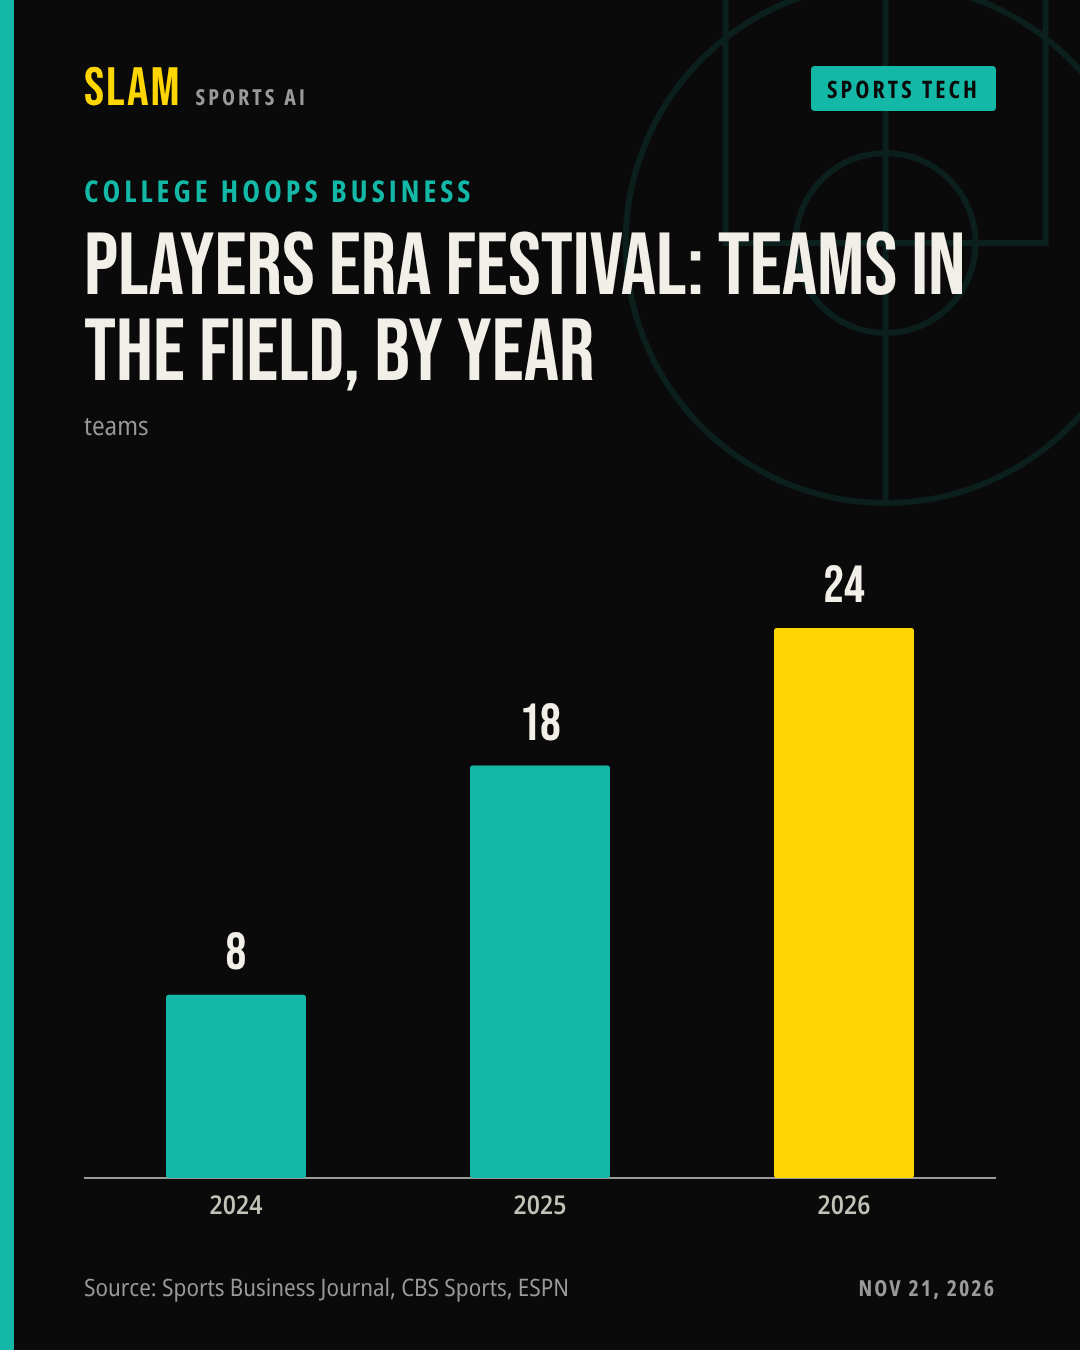 SLAM SPORTS AI
SPORTS TECH
COLLEGE HOOPS BUSINESS
PLAYERS ERA FESTIVAL: TEAMS IN
THE FIELD, BY YEAR
teams
24
18
8
2024
2025
2026
Source: Sports Business Journal, CBS Sports, ESPN
NOV 21, 2026